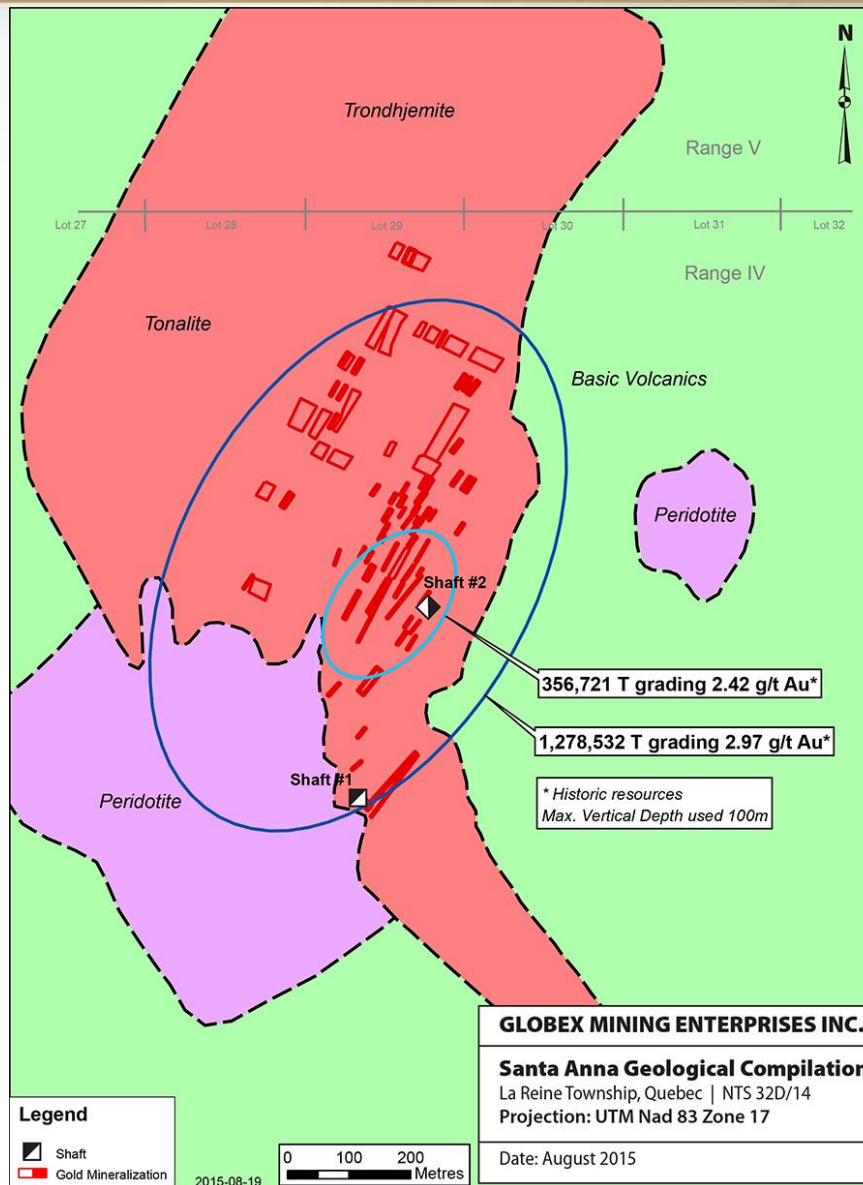 N
Trondhjemite
Range V
Lot 27
Lot 28
Lot 29
Lot 30
Lot 31
Lot 32
Range IV
Tonalite
Basic Volcanics
Peridotite
Shaft #2
356,721 T grading 2.42 g/t Au*
1,278,532 T grading 2.97 g/t Au*
Shaft #1
* Historic resources
Max. Vertical Depth used 100m
Peridotite
GLOBEX MINING ENTERPRISES INC.
Santa Anna Geological Compilation
La Reine Township, Quebec | NTS 32D/14
Projection: UTM Nad 83 Zone 17
Date: August 2015
Legend
Shaft
Gold Mineralization
2015-08-19
0 100 200
Metres